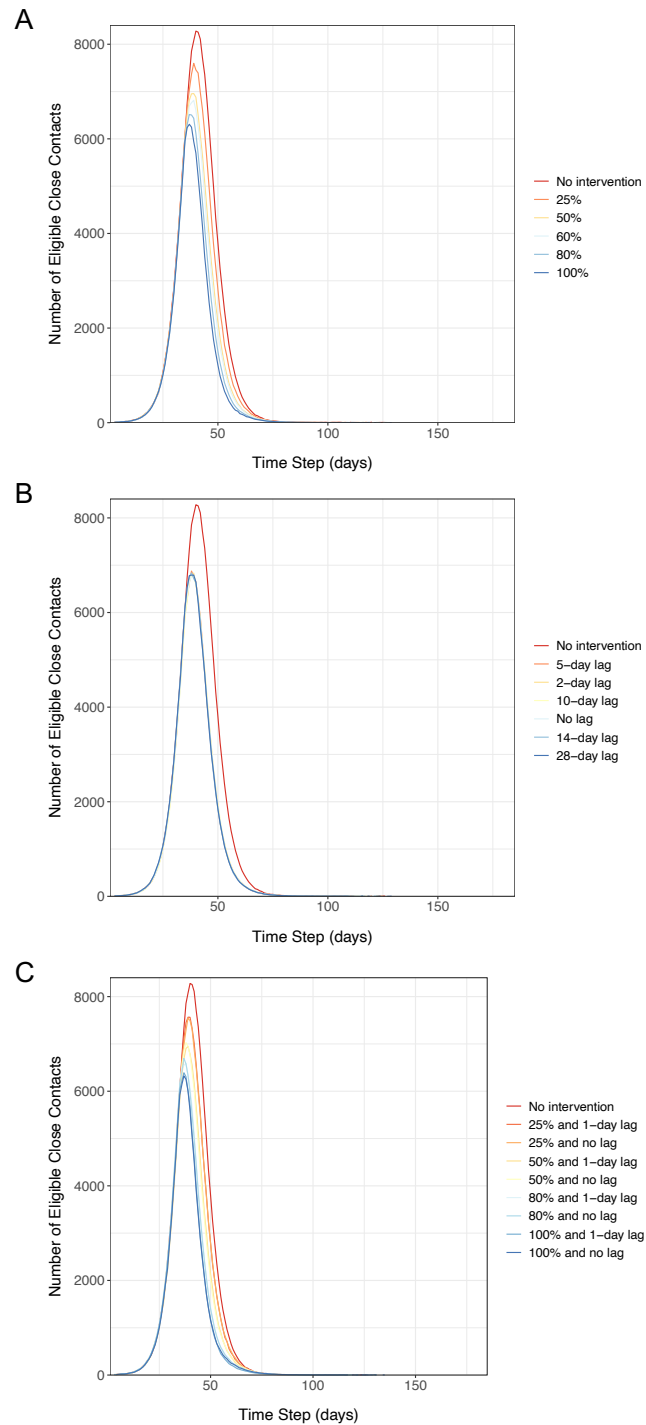 A
Number of Eligible Close Contacts
8000
6000
4000
2000
0
50
100
150
Time Step (days)
No intervention
25%
50%
60%
80%
100%
B
Number of Eligible Close Contacts
8000
6000
4000
2000
0
50
100
150
Time Step (days)
No intervention
5−day lag
2−day lag
10−day lag
No lag
14−day lag
28−day lag
C
Number of Eligible Close Contacts
8000
6000
4000
2000
0
50
100
150
Time Step (days)
No intervention
25% and 1−day lag
25% and no lag
50% and 1−day lag
50% and no lag
80% and 1−day lag
80% and no lag
100% and 1−day lag
100% and no lag